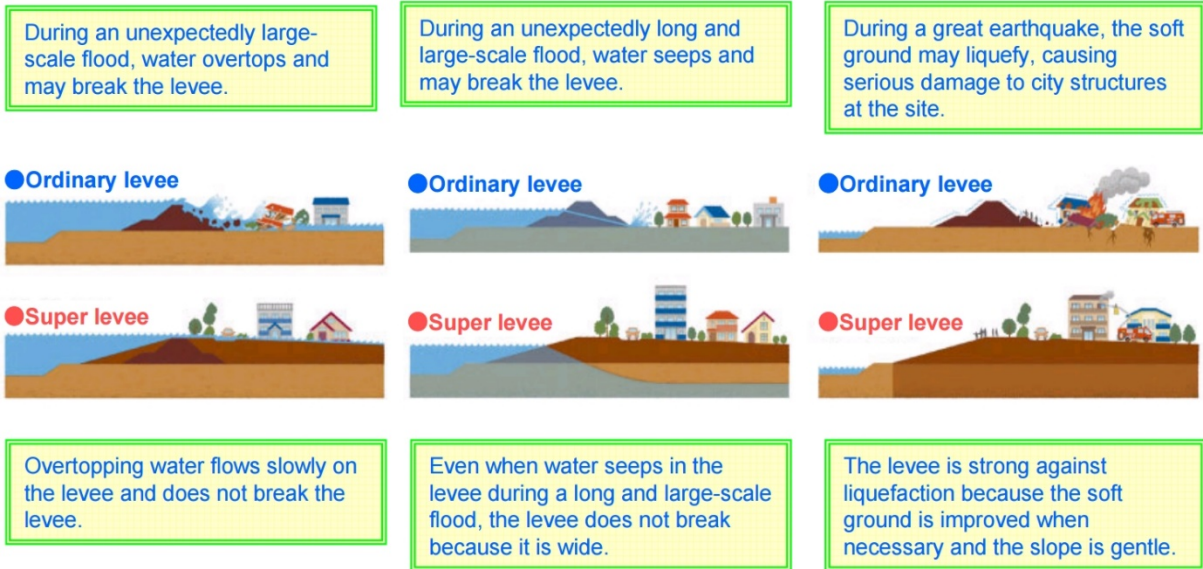 During an unexpectedly large-
scale flood, water overtops and
may break the levee.
During an unexpectedly long and
large-scale flood, water seeps and
may break the levee.
During a great earthquake, the soft
ground may liquefy, causing
serious damage to city structures
at the site.
Ordinary levee
Ordinary levee
Ordinary levee
Super levee
Super levee
Super levee
Overtopping water flows slowly on
the levee and does not break the
levee.
Even when water seeps in the
levee during a long and large-scale
flood, the levee does not break
because it is wide.
The levee is strong against
liquefaction because the soft
ground is improved when
necessary and the slope is gentle.